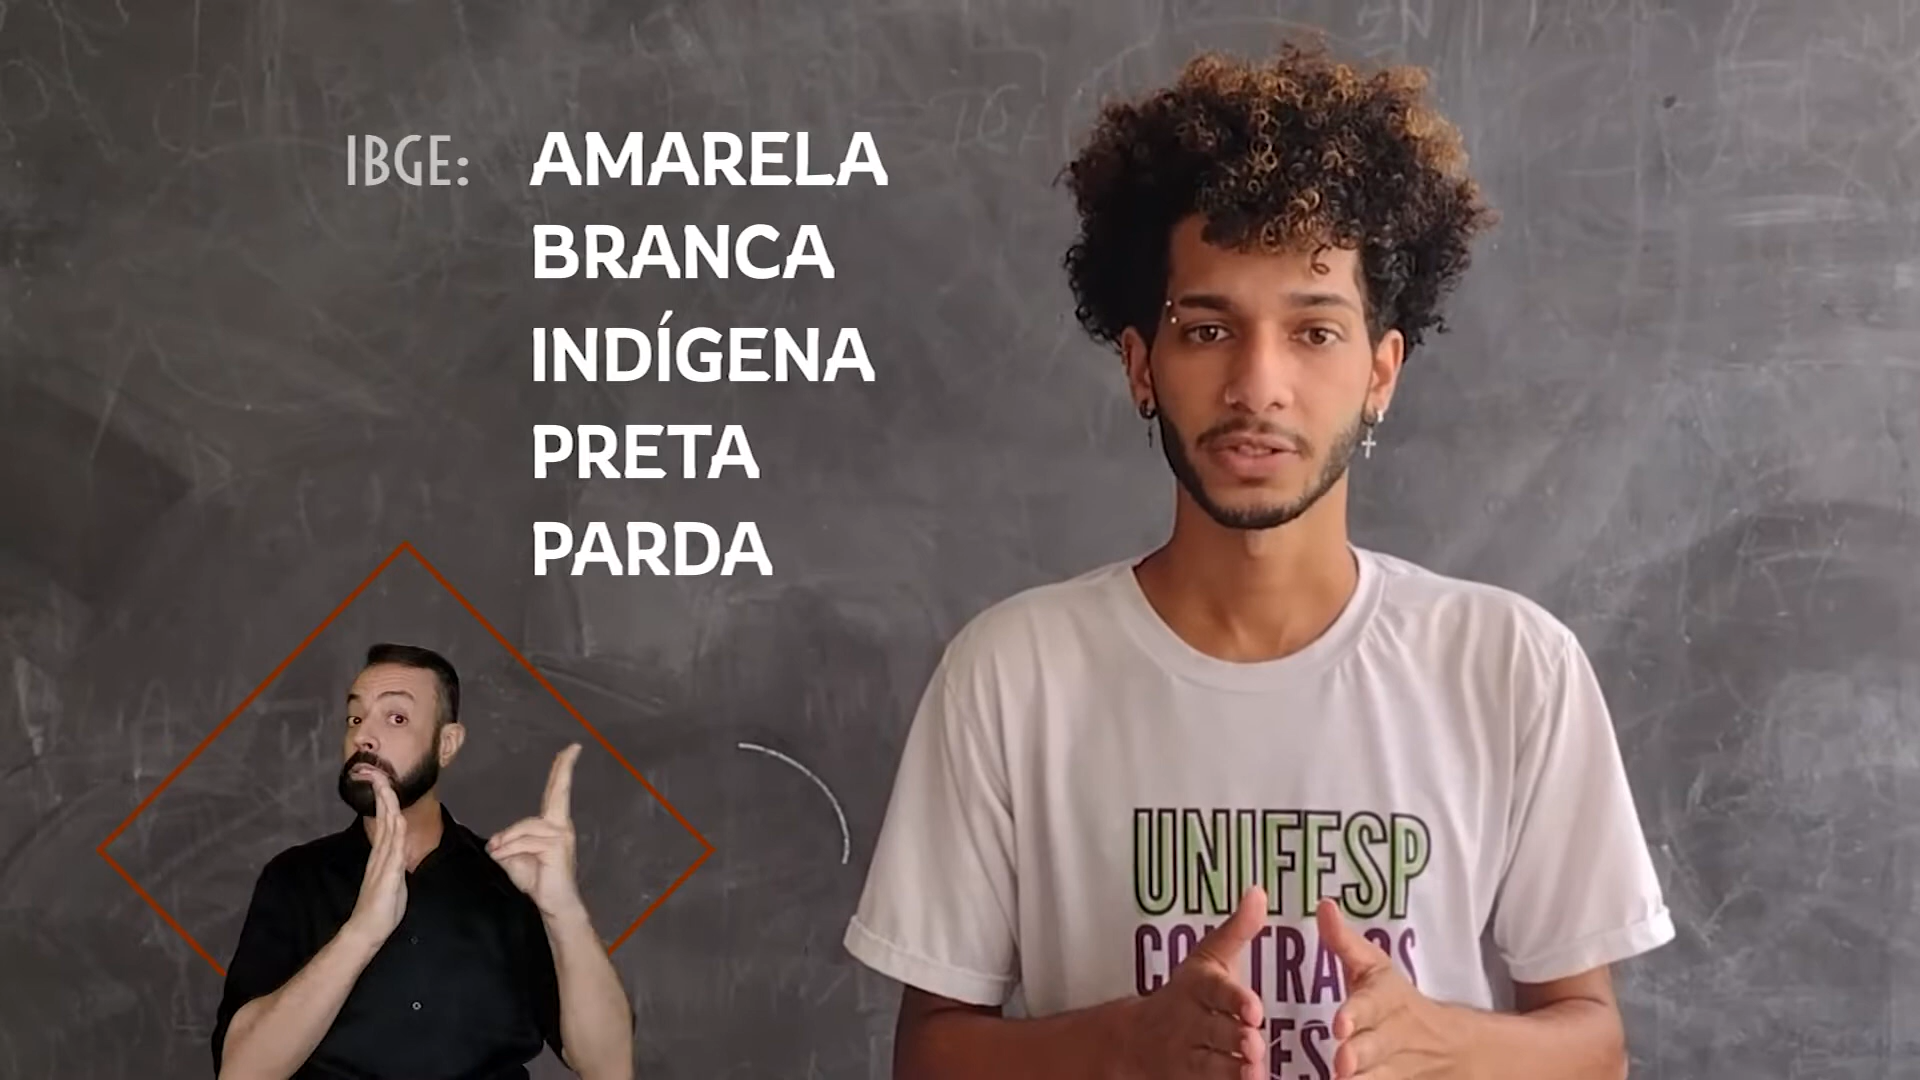 IBGE: AMARELA
BRANCA
INDÍGENA
PRETA
PARDA
UNIFESP